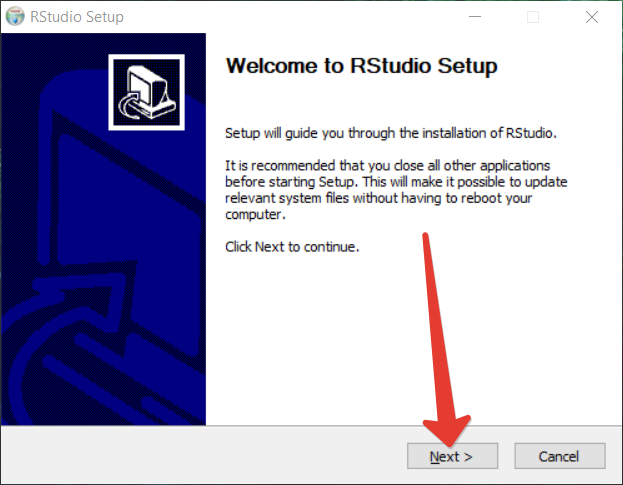 RStudio Setup
Welcome to RStudio Setup
Setup will guide you through the installation of RStudio.
It is recommended that you close all other applications
before starting Setup. This will make it possible to update
relevant system files without having to reboot your
computer.
Click Next to continue.
Next >
Cancel